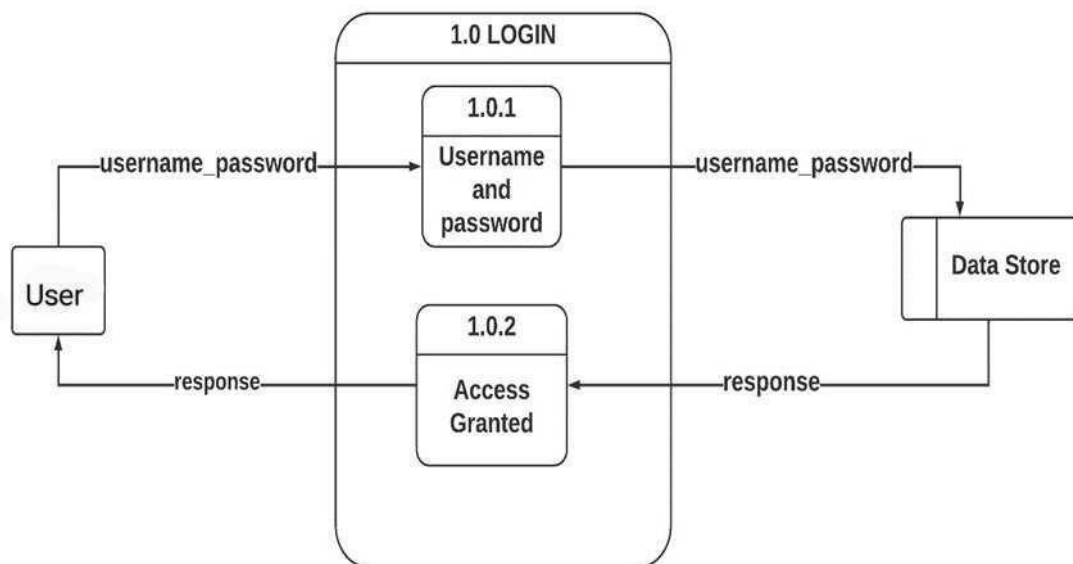 1.0 LOGIN
1.0.1
Username
and
password
username_password
username_password
User
Data Store
1.0.2
Access
Granted
response
response